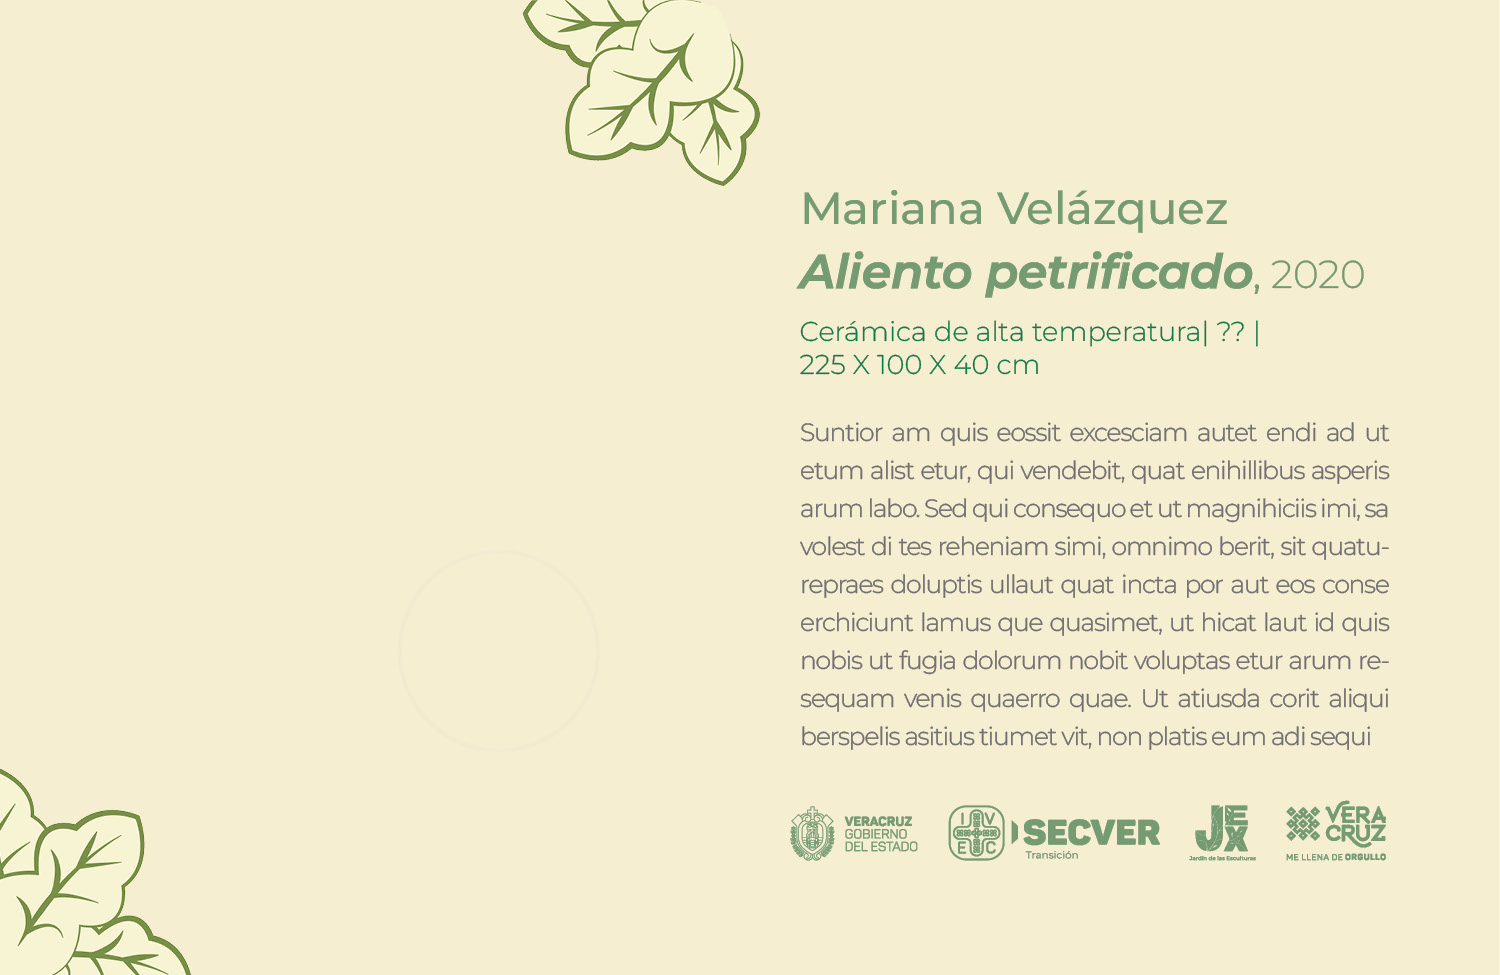 Mariana Velázquez
Aliento petrificado, 2020
Cerámica de alta temperatura| ?? |
225 X 100 X 40 cm
Suntior am quis eossit excesciam autet endi ad ut
etum alist etur, qui vendebit, quat enihillibus asperis
arum labo. Sed qui consequo et ut magnihiciis imi, sa
volest di tes reheniam simi, omnimo berit, sit quatu-
repraes doluptis ullaut quat incta por aut eos conse
erchiciunt lamus que quasimet, ut hicat laut id quis
nobis ut fugia dolorum nobit voluptas etur arum re-
sequam venis quaerro quae. Ut atiusda corit aliqui
berspelis asitius tiumet vit, non platis eum adi sequi
VERACRUZ
GOBIERNO
DEL ESTADO
IVEC
SECVER
Transición
JEX
Jardín de las Esculturas
VERA
CRUZ
ME LLENA DE ORGULLO